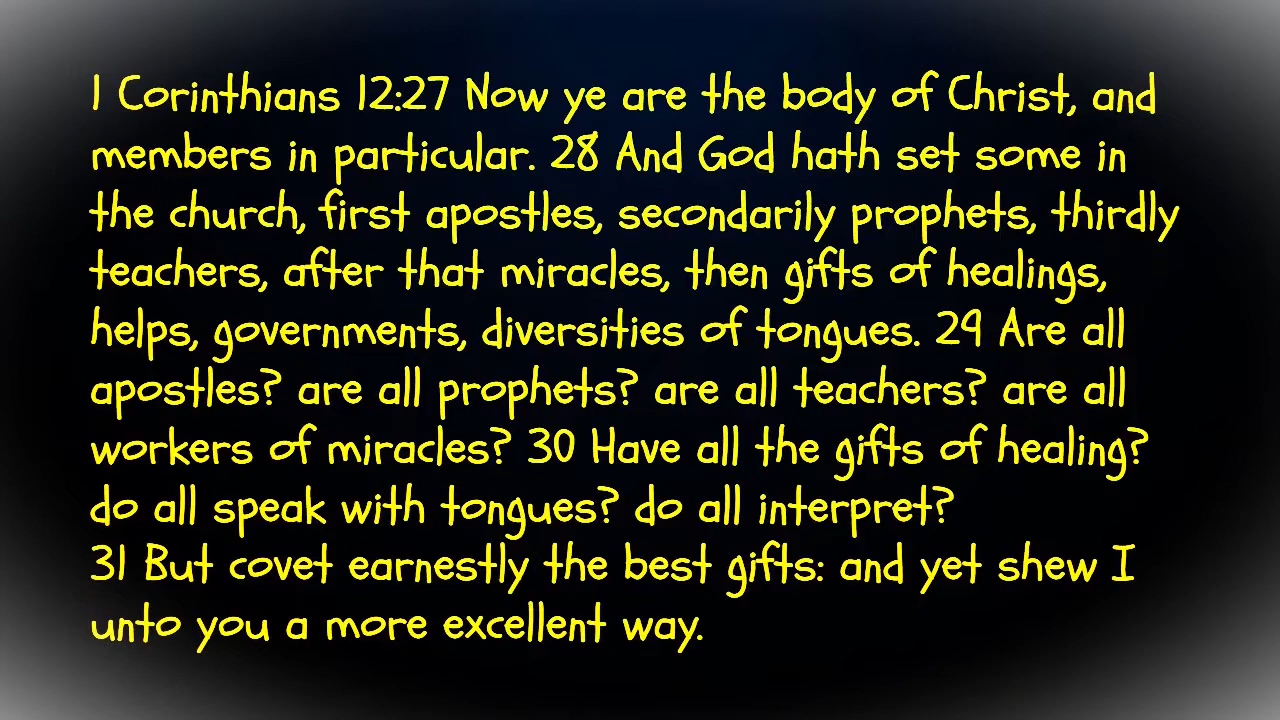 1 Corinthians 12:27 Now ye are the body of Christ, and
members in particular. 28 And God hath set some in
the church, first apostles, secondarily prophets, thirdly
teachers, after that miracles, then gifts of healings,
helps, governments, diversities of tongues. 29 Are all
apostles? are all prophets? are all teachers? are all
workers of miracles? 30 Have all the gifts of healing?
do all speak with tongues? do all interpret?
31 But covet earnestly the best gifts: and yet shew I
unto you a more excellent way.